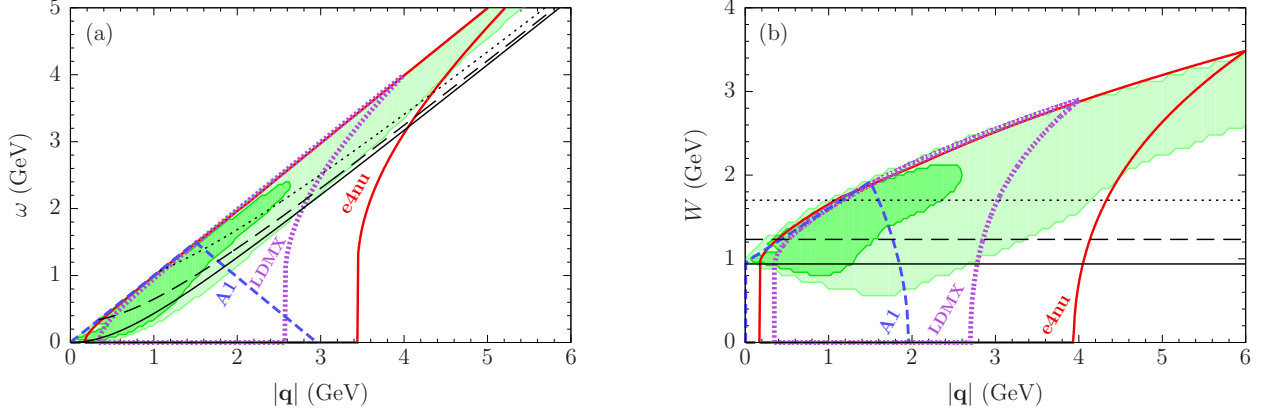 (a)
ω (GeV)
5
4
3
2
1
0
0 1 2 3 4 5 6
|q| (GeV)
A1
LDMX
e4nu
(b)
W (GeV)
4
3
2
1
0
0 1 2 3 4 5 6
|q| (GeV)
A1
LDMX
e4nu